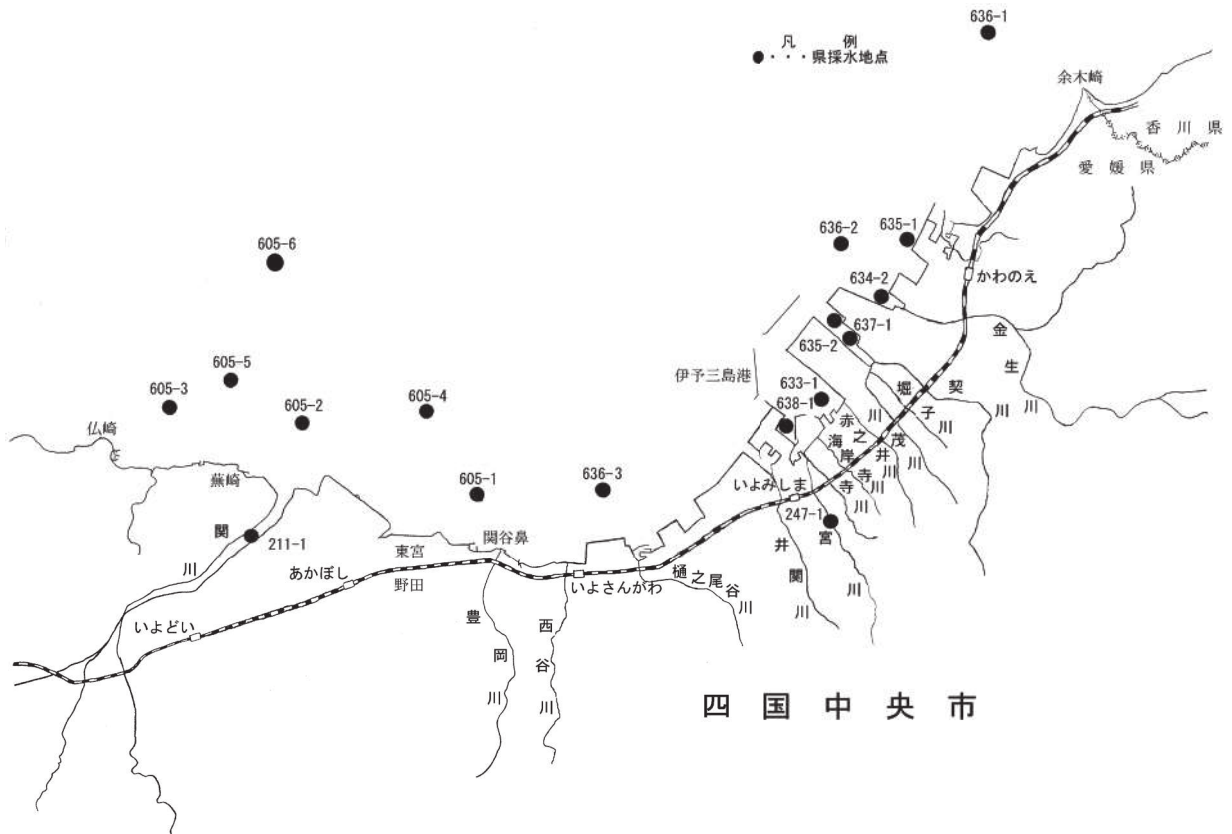 636-1
凡 例
●・・・県採水地点
余木崎
香川県
愛媛県
636-2
635-1
605-6
634-2
かわのえ
637-1
635-2
金生川
605-5
伊予三島港
605-3
605-4
633-1
堀川
契川
605-2
638-1
赤之井川
子川
仏崎
海岸寺川
茂川
蕪崎
605-1
636-3
いよみしま
寺川
247-1
宮川
関川
211-1
東宮
関谷鼻
井関川
あかぼし
野田
いよさんがわ
樋之尾谷川
いよどい
豊岡川
西谷川
四国中央市